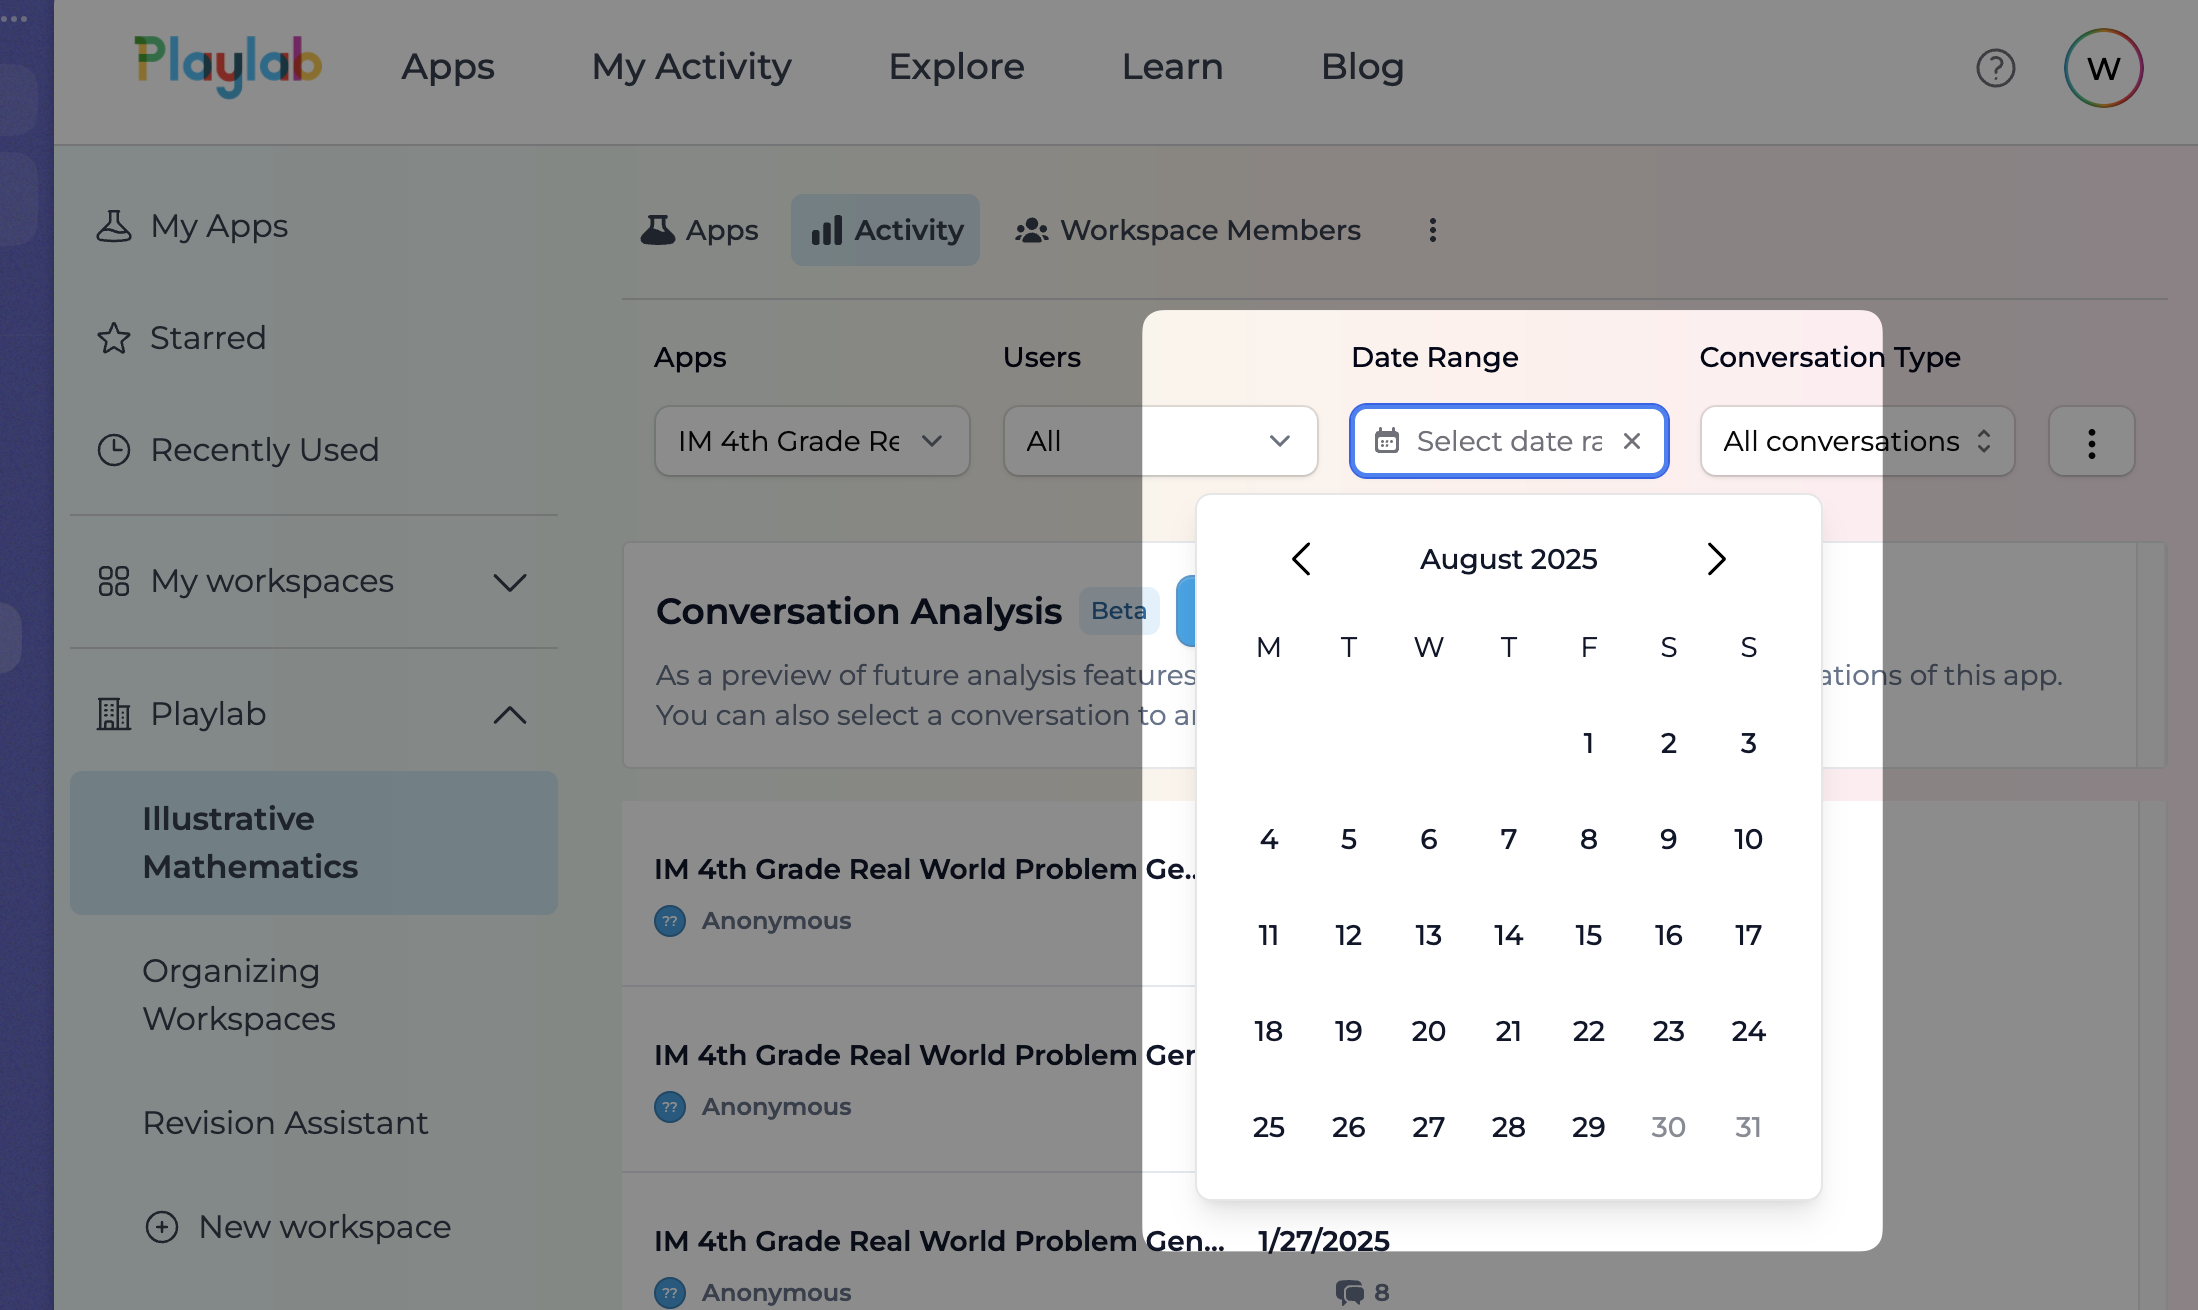 Playlab
Apps
My Activity
Explore
Learn
Blog
?
W
My Apps
Starred
Recently Used
My workspaces
Playlab
Illustrative
Mathematics
Organizing
Workspaces
Revision Assistant
New workspace
Apps
Activity
Workspace Members
Apps
Users
Date Range
Conversation Type
IM 4th Grade Re
All
Select date ra
All conversations
Conversation Analysis
Beta
As a preview of future analysis features
ations of this app.
You can also select a conversation to a
August 2025
M T W T F S S
1 2 3
4 5 6 7 8 9 10
11 12 13 14 15 16 17
18 19 20 21 22 23 24
25 26 27 28 29 30 31
IM 4th Grade Real World Problem Ge..
?? Anonymous
IM 4th Grade Real World Problem Ger
?? Anonymous
IM 4th Grade Real World Problem Gen...
1/27/2025
?? Anonymous
8